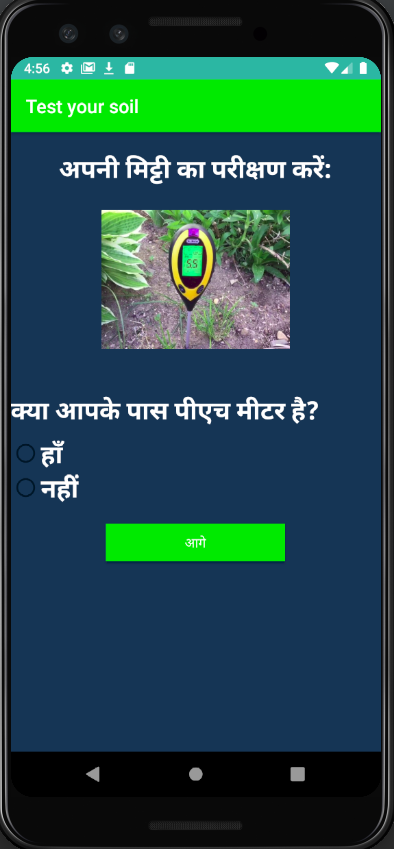 4:56
Test your soil
अपनी मिट्टी का परीक्षण करें:
5.5
क्या आपके पास पीएच मीटर है?
हाँ
नहीं
आगे